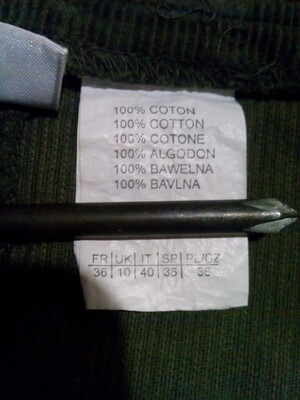 100% COTON
100% COTTON
100% COTONE
100% ALGODON
100% BAWELNA
100% BAVLNA
FR UK IT SP PL/CZ
36 10 40 36 36